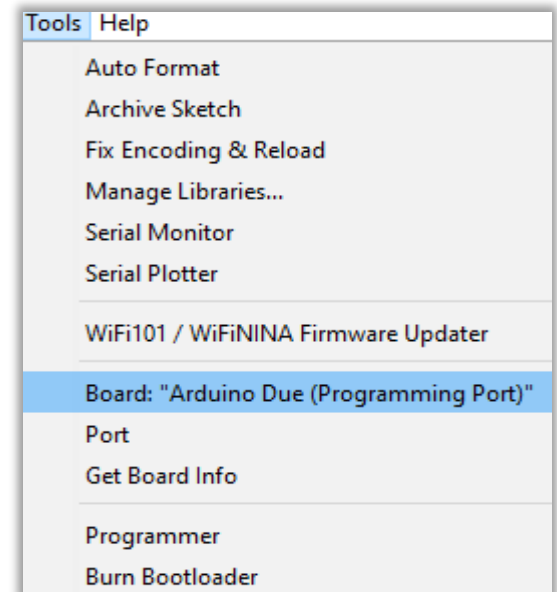 Tools Help
Auto Format
Archive Sketch
Fix Encoding & Reload
Manage Libraries...
Serial Monitor
Serial Plotter
WiFi101 / WiFiNINA Firmware Updater
Board: "Arduino Due (Programming Port)"
Port
Get Board Info
Programmer
Burn Bootloader